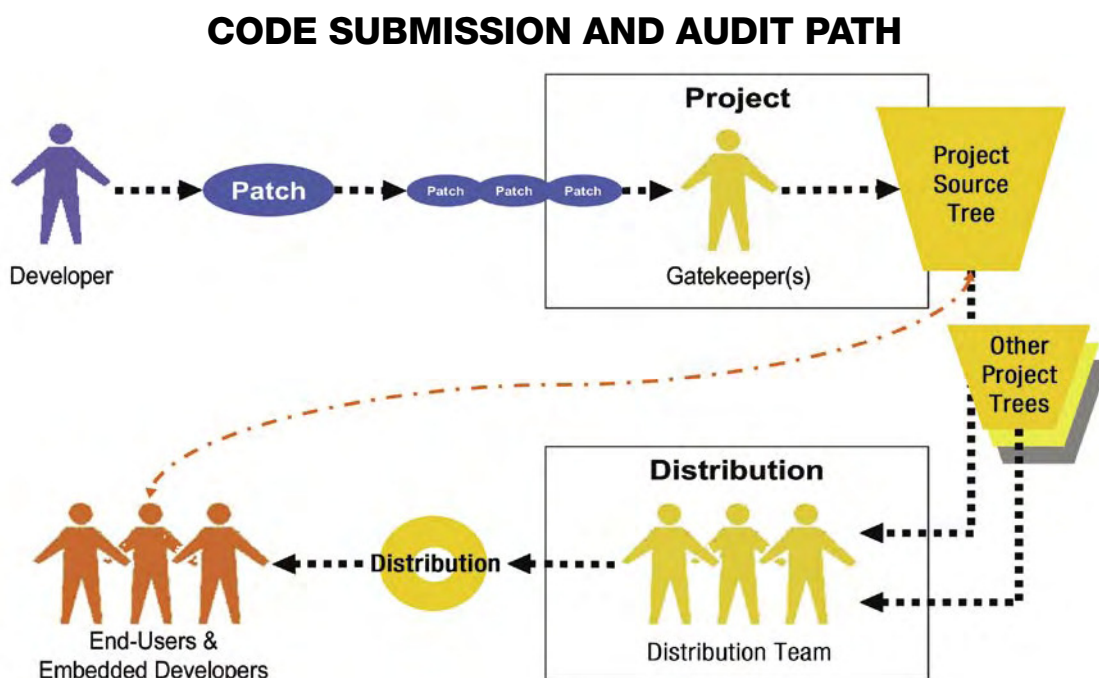 CODE SUBMISSION AND AUDIT PATH
Project
Developer
Patch
Patch
Patch
Patch
Gatekeeper(s)
Project
Source
Tree
Other
Project
Trees
Distribution
Distribution Team
Distribution
End-Users &
Embedded Developers